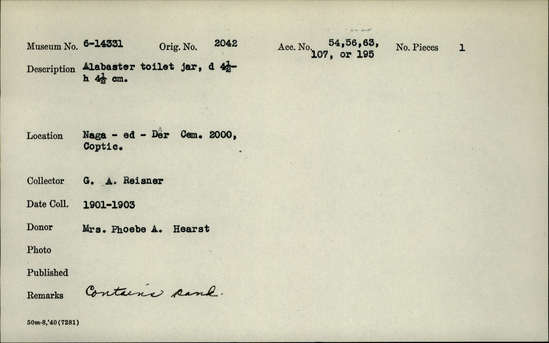 Museum No. 6-14331 Orig. No. 2042 Acc. No. 54,56,63, No. Pieces 1
107, or 195
Description Alabaster toilet jar, d 4½-
h 4½ cm.
Location Naga - ed - Dêr Cem. 2000,
Coptic.
Collector G. A. Reisner
Date Coll. 1901-1903
Donor Mrs. Phoebe A. Hearst
Photo
Published
Remarks Contains sand.
50m-8,'40(7281)